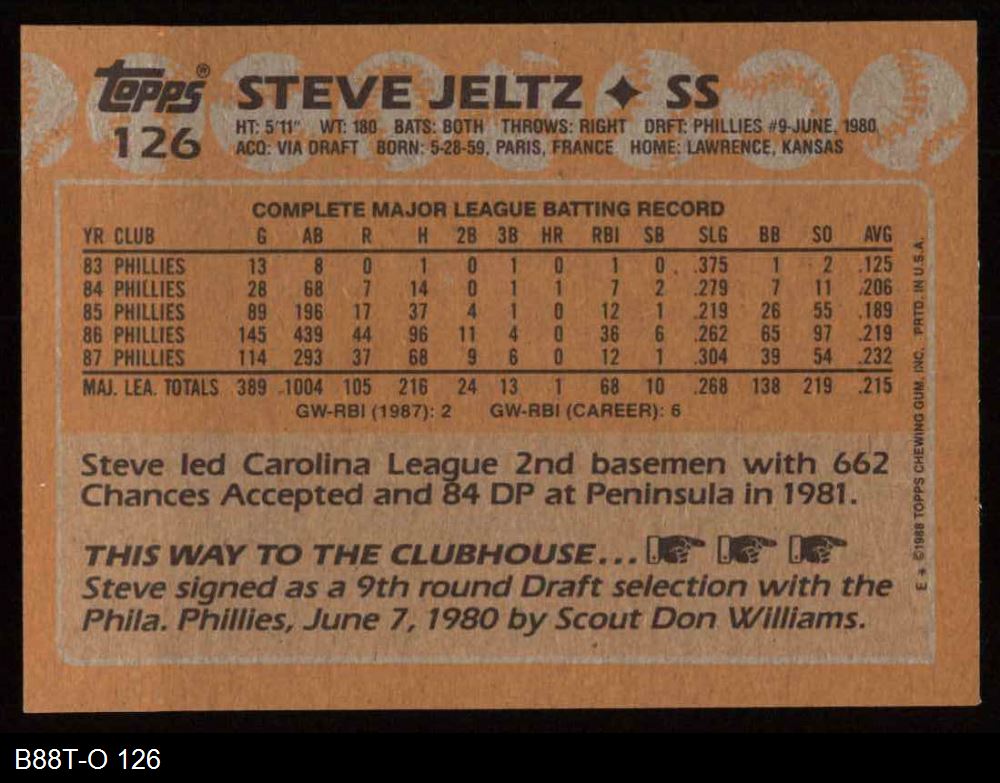 topps® STEVE JELTZ ✦ SS
126
HT: 5'11" WT: 180 BATS: BOTH THROWS: RIGHT DRFT: PHILLIES #9-JUNE, 1980
ACQ: VIA DRAFT BORN: 5-28-59, PARIS, FRANCE HOME: LAWRENCE, KANSAS
COMPLETE MAJOR LEAGUE BATTING RECORD
YR CLUB G AB R H 2B 3B HR RBI SB SLG BB SO AVG
83 PHILLIES 13 8 0 1 0 1 0 1 0 .375 1 2 .125
84 PHILLIES 28 68 7 14 0 1 1 7 2 .279 7 11 .206
85 PHILLIES 89 196 17 37 4 1 0 12 1 .219 26 55 .189
86 PHILLIES 145 439 44 96 11 4 0 36 6 .262 65 97 .219
87 PHILLIES 114 293 37 68 9 6 0 12 1 .304 39 54 .232
MAJ. LEA. TOTALS 389 1004 105 216 24 13 1 68 10 .268 138 219 .215
GW-RBI (1987): 2 GW-RBI (CAREER): 6
Steve led Carolina League 2nd basemen with 662
Chances Accepted and 84 DP at Peninsula in 1981.
THIS WAY TO THE CLUBHOUSE...
Steve signed as a 9th round Draft selection with the
Phila. Phillies, June 7, 1980 by Scout Don Williams.
E * ©1988 TOPPS CHEWING GUM, INC. PRTD. IN U.S.A.
B88T-O 126